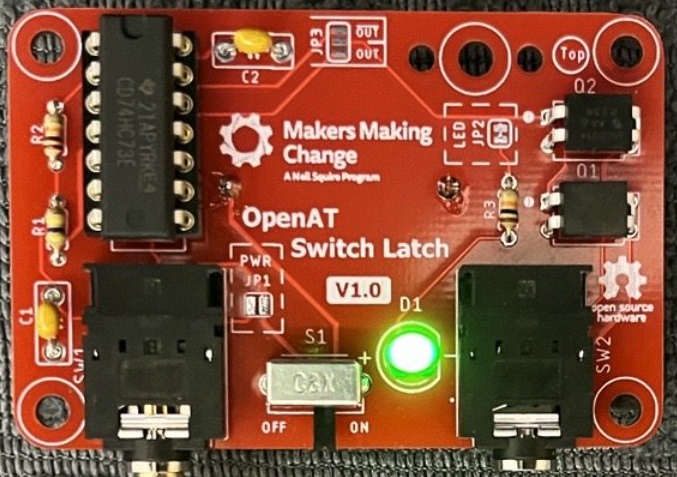 OUT
OUT
JP3
C2
Top
Q2
21APYRKE4
CD74HC73E
R2
Makers Making
Change
A Neil Squire Program
LED
JP2
Q1
R1
OpenAT
Switch Latch
R3
PWR
JP1
V1.0
open source
hardware
C1
SW1
S1
D1
+
SW2
C&K
OFF
ON